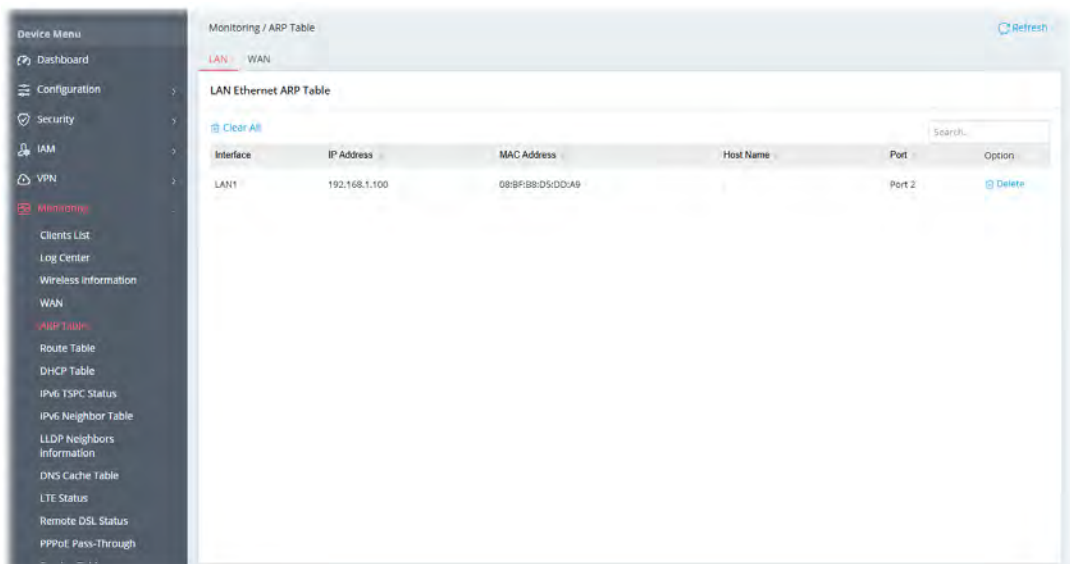 Device Menu
Dashboard
Configuration
Security
IAM
VPN
Monitoring
Clients List
Log Center
Wireless Information
WAN
ARP Table
Route Table
DHCP Table
IPv6 TSPC Status
IPv6 Neighbor Table
LLDP Neighbors
Information
DNS Cache Table
LTE Status
Remote DSL Status
PPPoE Pass-Through
Monitoring / ARP Table
Refresh
LAN WAN
LAN Ethernet ARP Table
Clear All
Search...
Interface IP Address MAC Address Host Name Port Option
LAN1 192.168.1.100 08:BF:B8:D5:DD:A9 Port 2 Delete